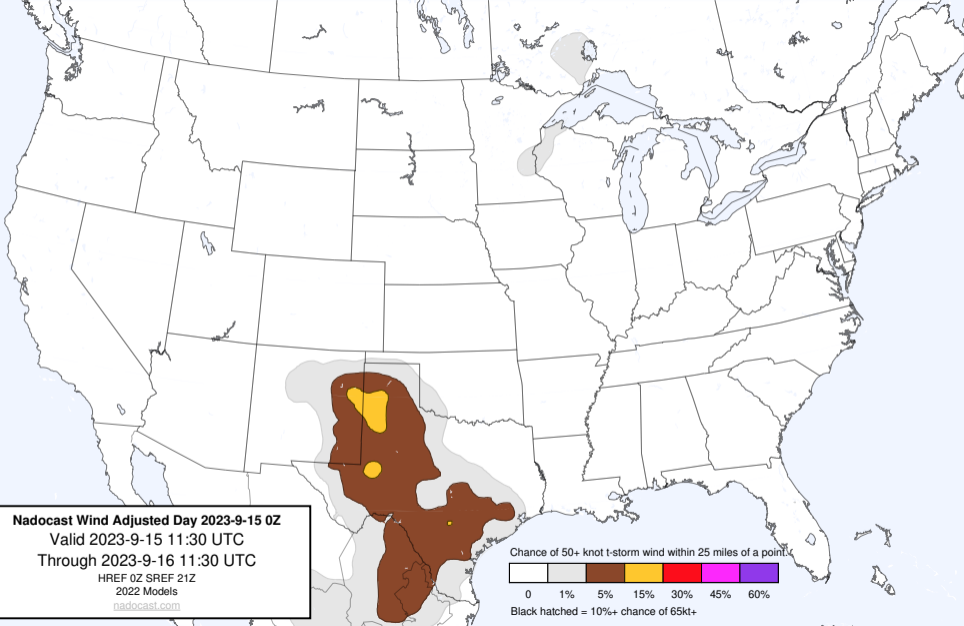 Nadocast Wind Adjusted Day 2023-9-15 0Z
Valid 2023-9-15 11:30 UTC
Through 2023-9-16 11:30 UTC
HREF 0Z SREF 21Z
2022 Models
nadocast.com
Chance of 50+ knot t-storm wind within 25 miles of a point.
0 1% 5% 15% 30% 45% 60%
Black hatched = 10%+ chance of 65kt+